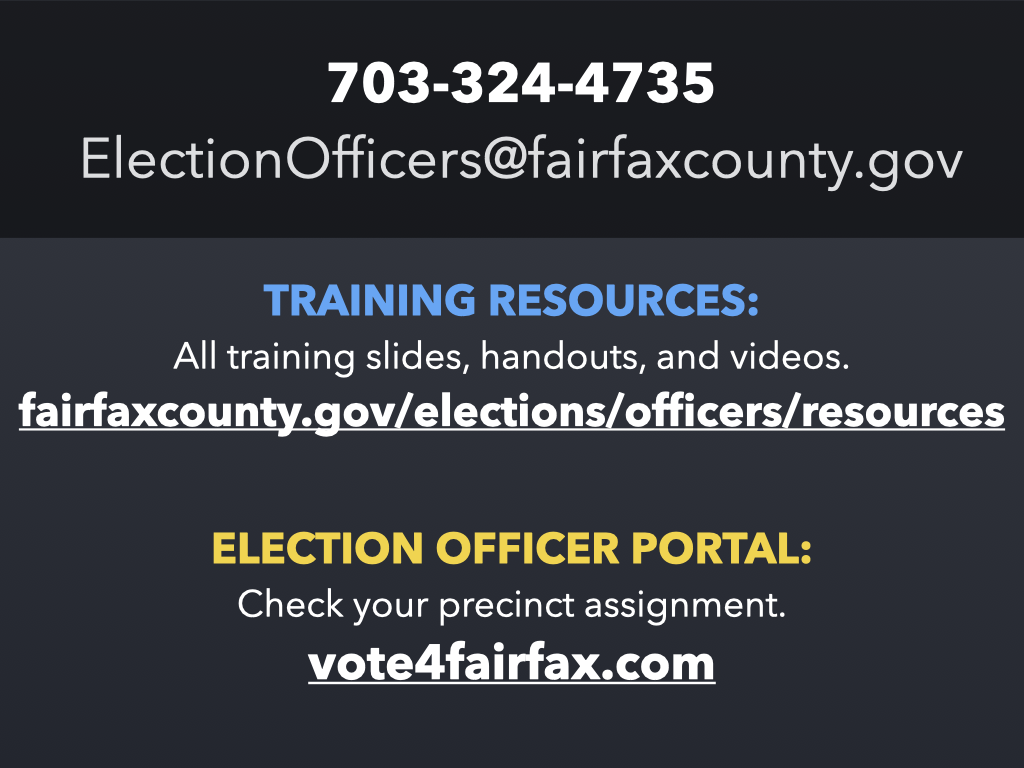 703-324-4735
ElectionOfficers@fairfaxcounty.gov
TRAINING RESOURCES:
All training slides, handouts, and videos.
fairfaxcounty.gov/elections/officers/resources
ELECTION OFFICER PORTAL:
Check your precinct assignment.
vote4fairfax.com